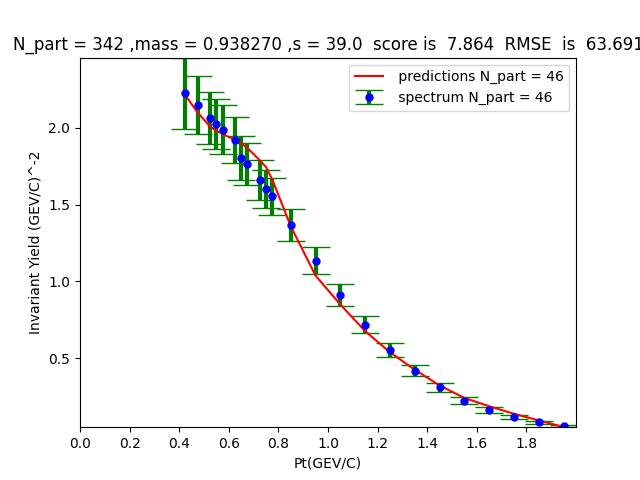 N_part = 342 ,mass = 0.938270 ,s = 39.0  score is  7.864  RMSE  is  63.691
predictions N_part = 46
spectrum N_part = 46
Invariant Yield (GEV/C)^-2
2.0
1.5
1.0
0.5
0.0 0.2 0.4 0.6 0.8 1.0 1.2 1.4 1.6 1.8
Pt(GEV/C)